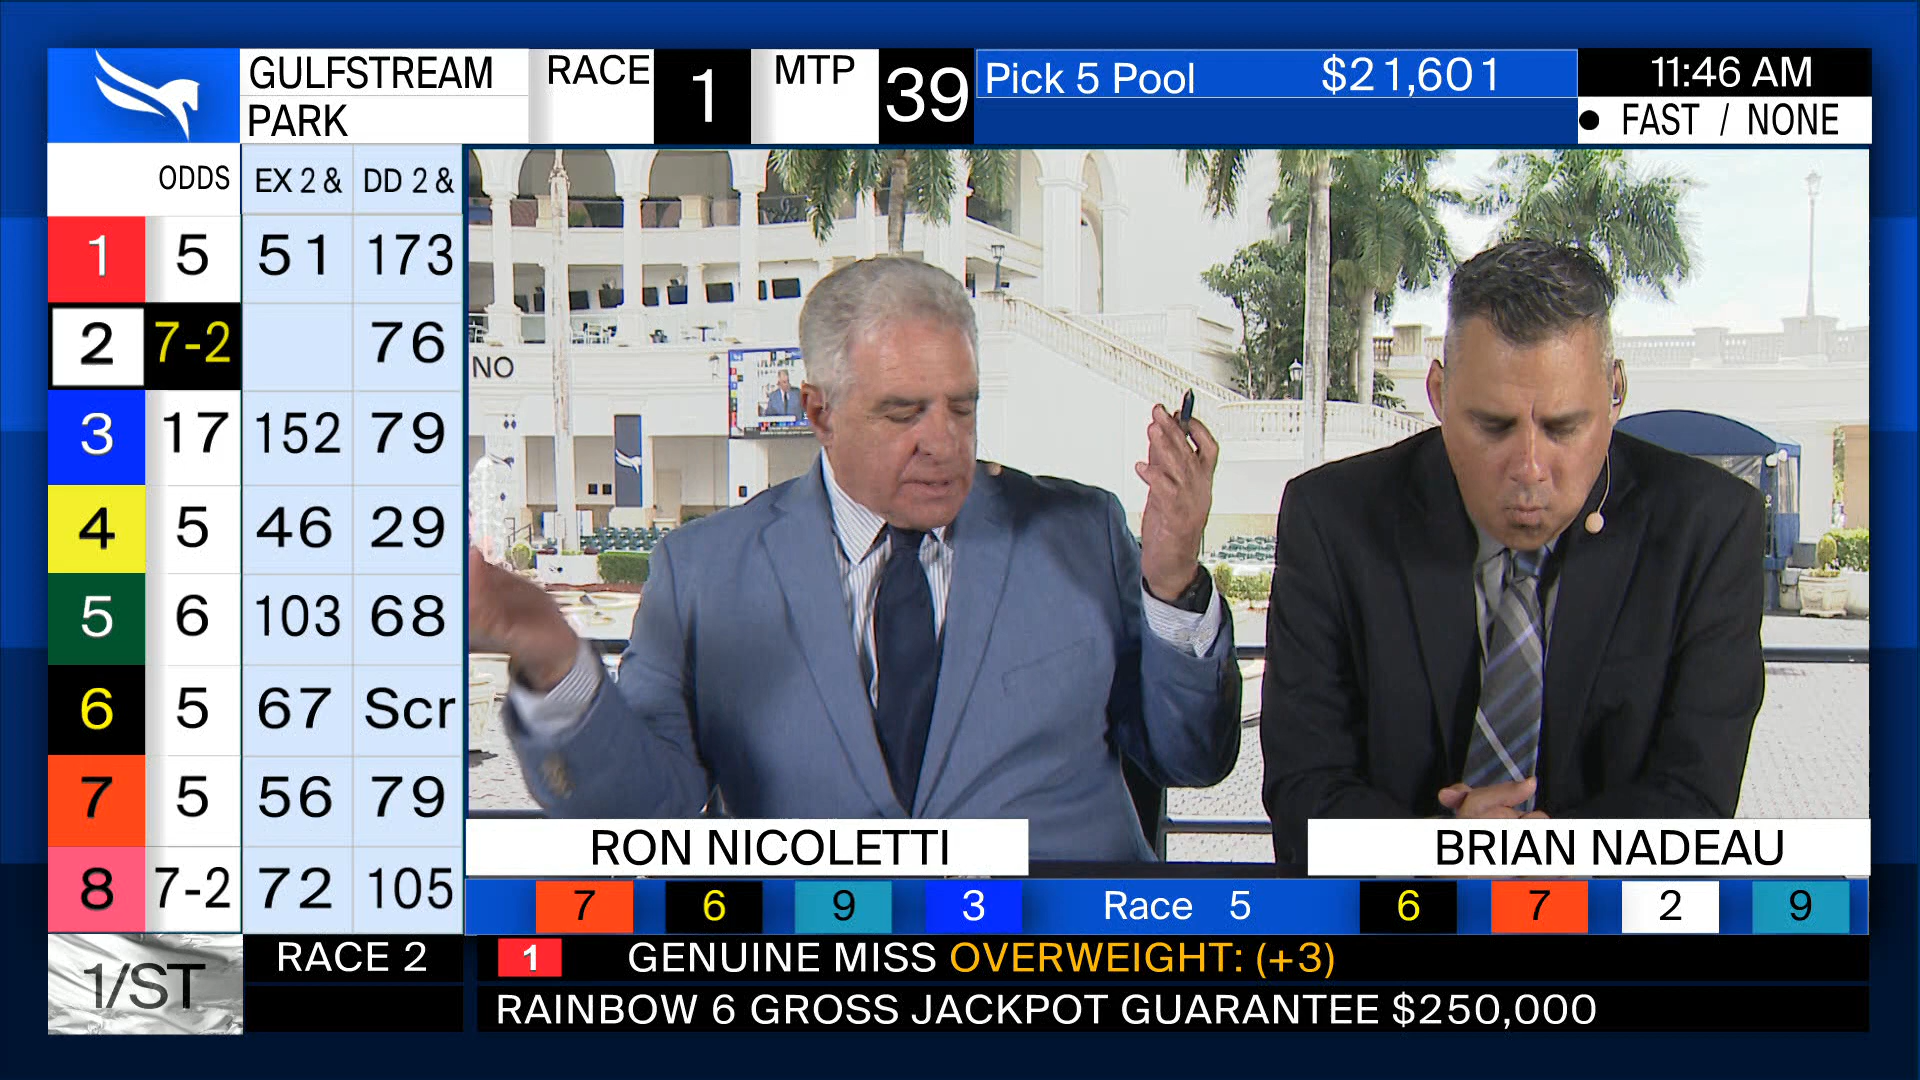 GULFSTREAM PARK
RACE 1
MTP 39
Pick 5 Pool $21,601
11:46 AM
FAST / NONE
ODDS EX 2 & DD 2 &
1 5 51 173
2 7-2 76
3 17 152 79
4 5 46 29
5 6 103 68
6 5 67 Scr
7 5 56 79
8 7-2 72 105
NO
RON NICOLETTI
BRIAN NADEAU
7 6 9 3 Race 5 6 7 2 9
1/ST
RACE 2
1 GENUINE MISS OVERWEIGHT: (+3)
RAINBOW 6 GROSS JACKPOT GUARANTEE $250,000